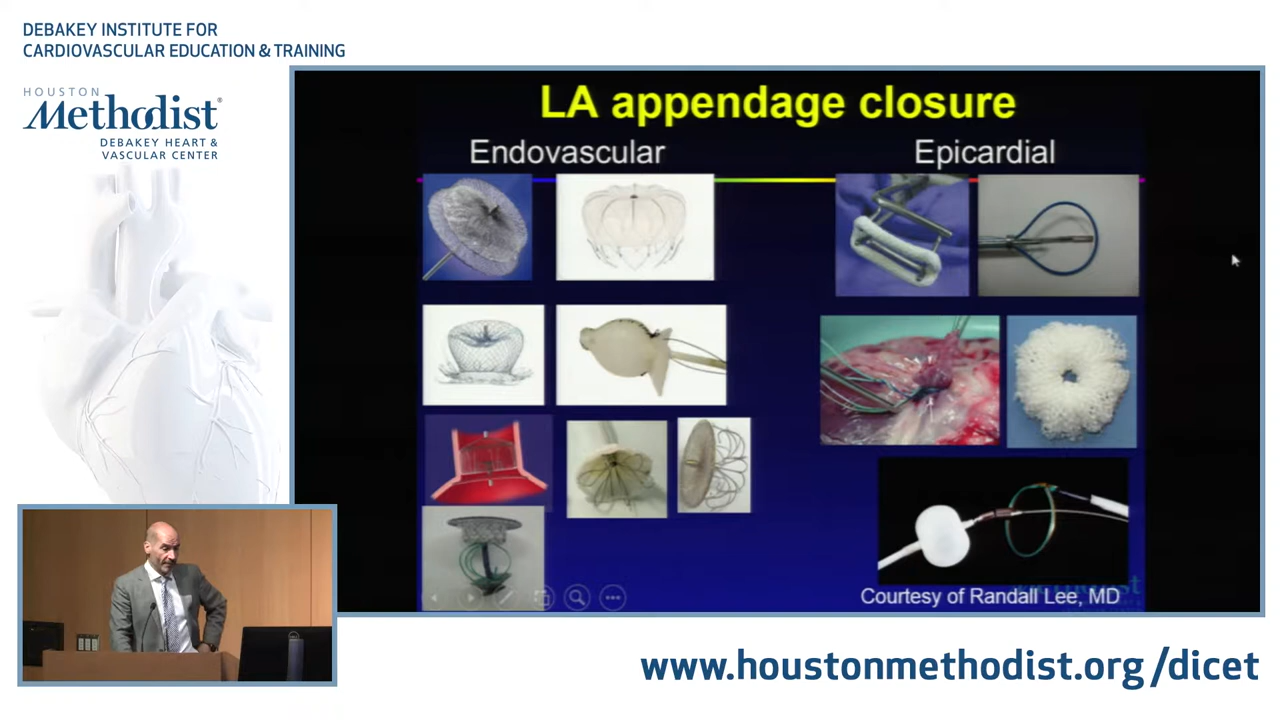 DEBAKEY INSTITUTE FOR
CARDIOVASCULAR EDUCATION & TRAINING
HOUSTON
Methodist®
DEBAKEY HEART &
VASCULAR CENTER
LA appendage closure
Endovascular
Epicardial
Courtesy of Randall Lee, MD
www.houstonmethodist.org/dicet